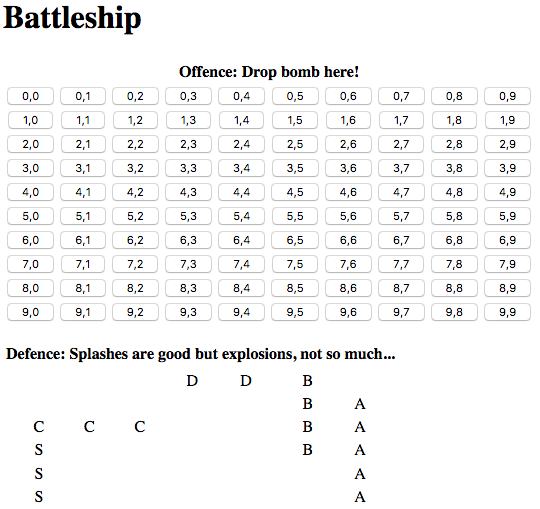 Battleship
Offence: Drop bomb here!
0,0 0,1 0,2 0,3 0,4 0,5 0,6 0,7 0,8 0,9
1,0 1,1 1,2 1,3 1,4 1,5 1,6 1,7 1,8 1,9
2,0 2,1 2,2 2,3 2,4 2,5 2,6 2,7 2,8 2,9
3,0 3,1 3,2 3,3 3,4 3,5 3,6 3,7 3,8 3,9
4,0 4,1 4,2 4,3 4,4 4,5 4,6 4,7 4,8 4,9
5,0 5,1 5,2 5,3 5,4 5,5 5,6 5,7 5,8 5,9
6,0 6,1 6,2 6,3 6,4 6,5 6,6 6,7 6,8 6,9
7,0 7,1 7,2 7,3 7,4 7,5 7,6 7,7 7,8 7,9
8,0 8,1 8,2 8,3 8,4 8,5 8,6 8,7 8,8 8,9
9,0 9,1 9,2 9,3 9,4 9,5 9,6 9,7 9,8 9,9
Defence: Splashes are good but explosions, not so much...
D D B
B A
C C C B A
S B A
S A
S A